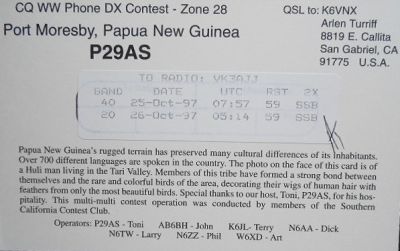 CQ WW Phone DX Contest - Zone 28
QSL to: K6VNX
Arlen Turriff
8819 E. Callita
San Gabriel, CA
91775 U.S.A.
Port Moresby, Papua New Guinea
P29AS
TO RADIO: VK3AJJ
BAND DATE UTC RST 2X
40 25-Oct-97 07:57 59 SSB
20 26-Oct-97 05:14 59 SSB
Papua New Guinea's rugged terrain has preserved many cultural differences of its Inhabitants.
Over 700 different languages are spoken in the country. The photo on the face of this card is of
a Huli man living in the Tari Valley. Members of this tribe have formed a strong bond between
themselves and the rare and colorful birds of the area, decorating their wigs of human hair with
feathers from only the most beautiful birds. Special thanks to our host, Toni, P29AS, for his hos-
pitality. This multi-multi contest operation was conducted by members of the Southern
California Contest Club.
Operators: P29AS - Toni AB6BH - John K6JL- Terry N6AA - Dick
N6TW - Larry N6ZZ - Phil W6XD - Art